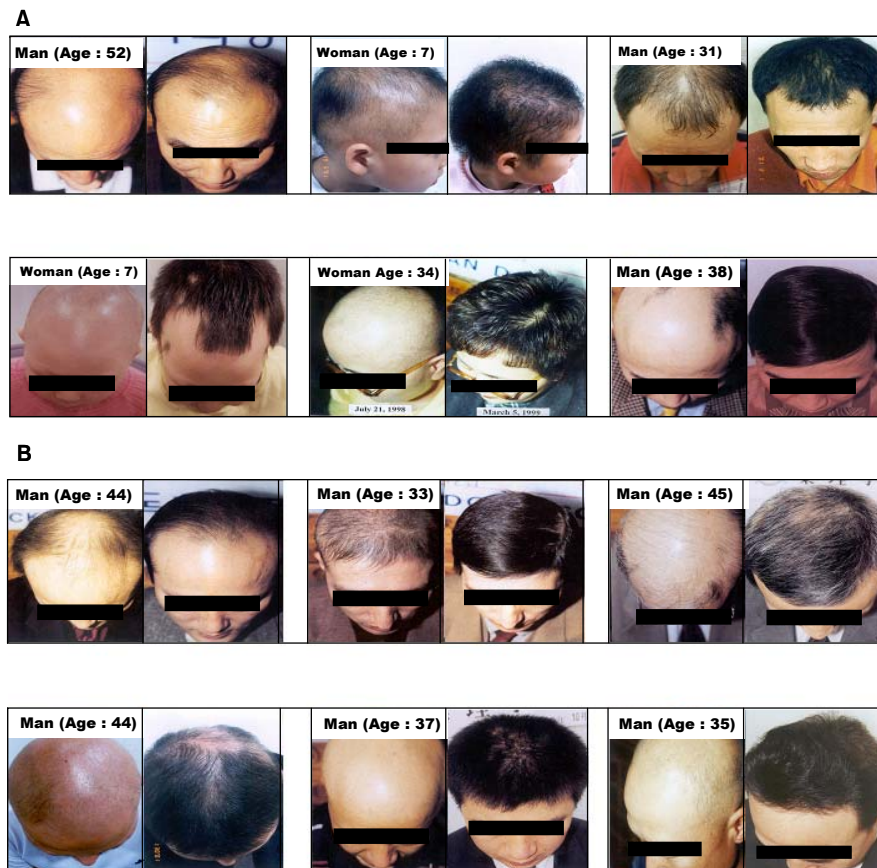 A
Man (Age : 52)
Woman (Age : 7)
Man (Age : 31)
Woman (Age : 7)
Woman Age : 34)
Man (Age : 38)
July 21, 1998
March 5, 1999
B
Man (Age : 44)
Man (Age : 33)
Man (Age : 45)
Man (Age : 44)
Man (Age : 37)
Man (Age : 35)